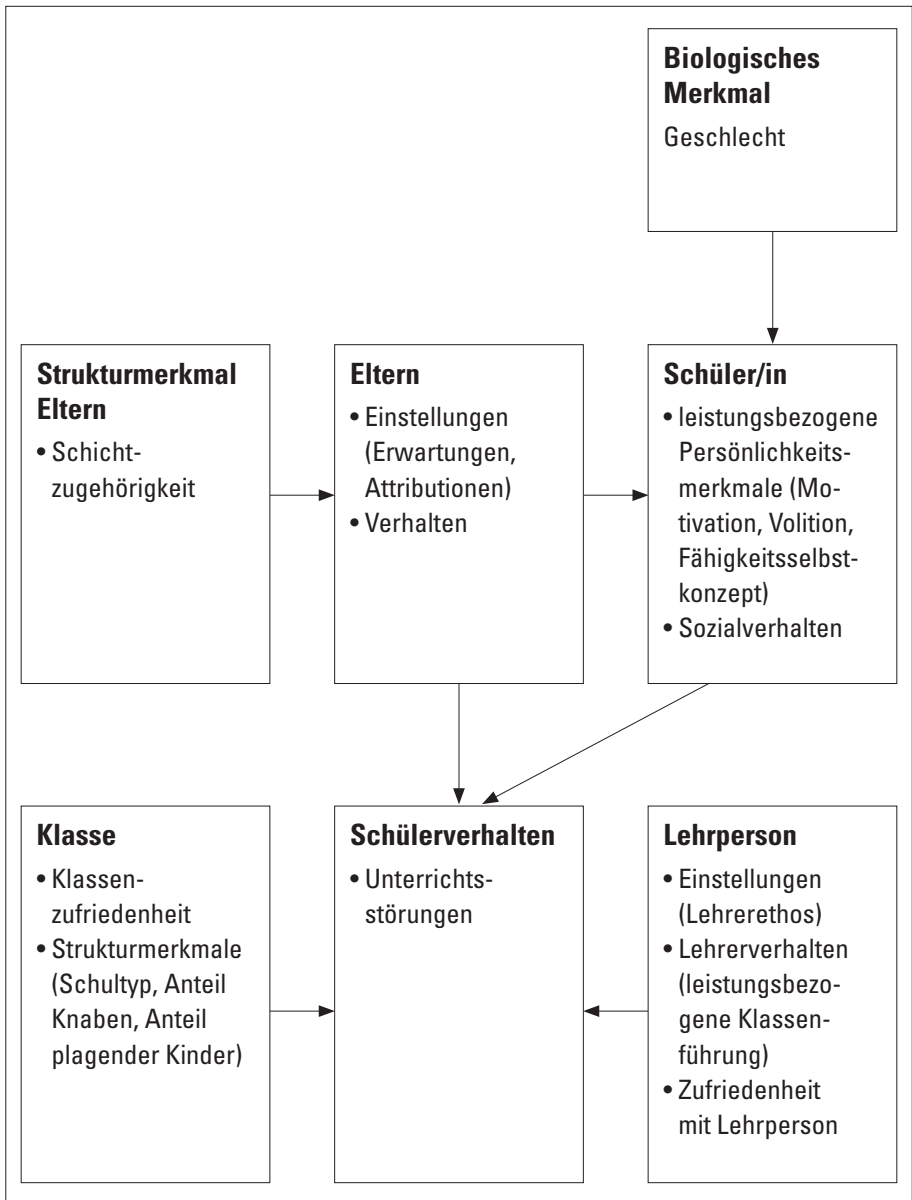 Biologisches
Merkmal
Geschlecht
Strukturmerkmal
Eltern
• Schicht-
zugehörigkeit
Eltern
• Einstellungen
(Erwartungen,
Attributionen)
• Verhalten
Schüler/in
• leistungsbezogene
Persönlichkeits-
merkmale (Mo-
tivation, Volition,
Fähigkeitsselbst-
konzept)
• Sozialverhalten
Klasse
• Klassen-
zufriedenheit
• Strukturmerkmale
(Schultyp, Anteil
Knaben, Anteil
plagender Kinder)
Schülerverhalten
• Unterrichts-
störungen
Lehrperson
• Einstellungen
(Lehrerethos)
• Lehrerverhalten
(leistungsbezo-
gene Klassen-
führung)
• Zufriedenheit
mit Lehrperson